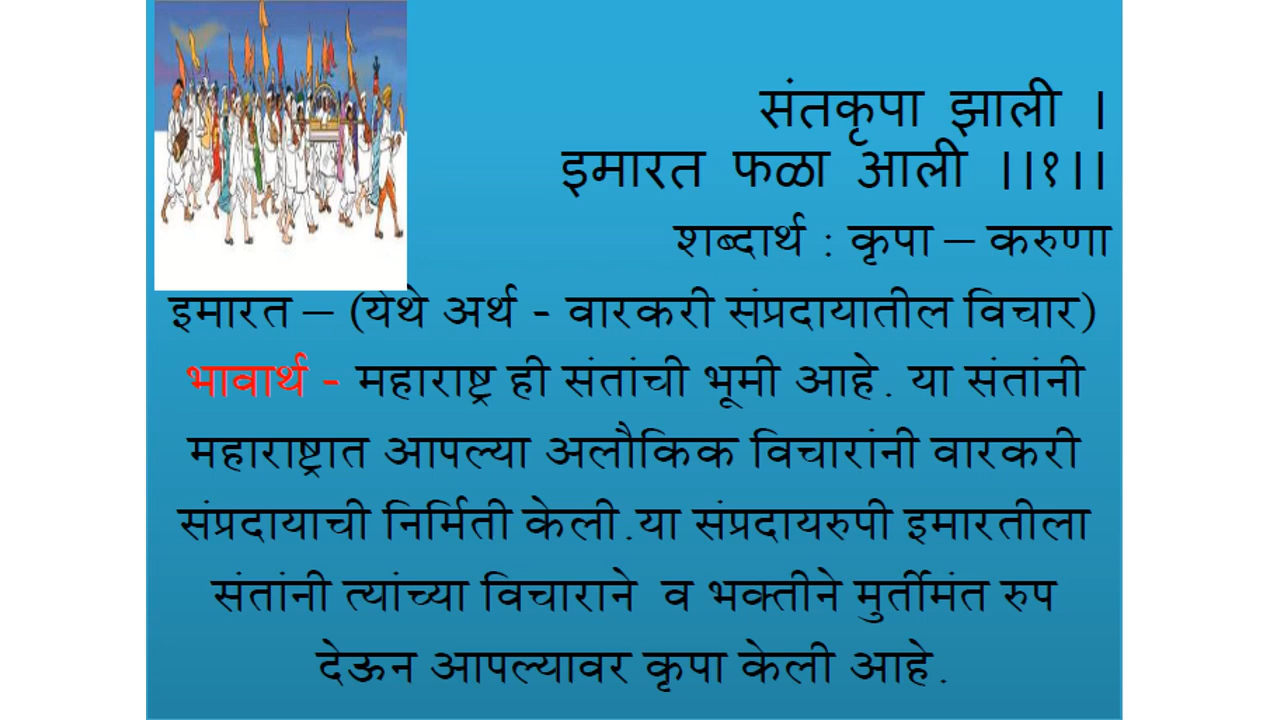 संतकृपा झाली ।
इमारत फळा आली ।।१।।
शब्दार्थ : कृपा – करुणा
इमारत – (येथे अर्थ - वारकरी संप्रदायातील विचार)
भावार्थ - महाराष्ट्र ही संतांची भूमी आहे. या संतांनी
महाराष्ट्रात आपल्या अलौकिक विचारांनी वारकरी
संप्रदायाची निर्मिती केली.या संप्रदायरुपी इमारतीला
संतांनी त्यांच्या विचाराने व भक्तीने मुर्तीमंत रुप
देऊन आपल्यावर कृपा केली आहे.